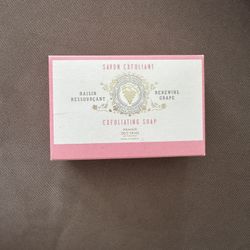 SAVON EXFOLIANT
RAISIN
RESSOURÇANT
RENEWING
GRAPE
EXFOLIATING SOAP